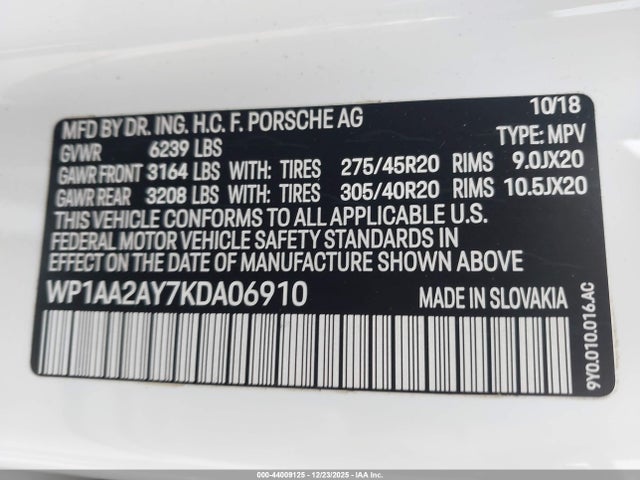 MFD BY DR. ING. H.C. F. PORSCHE AG 10/18
GVWR 6239 LBS TYPE: MPV
GAWR FRONT 3164 LBS WITH: TIRES 275/45R20 RIMS 9.0JX20
GAWR REAR 3208 LBS WITH: TIRES 305/40R20 RIMS 10.5JX20
THIS VEHICLE CONFORMS TO ALL APPLICABLE U.S.
FEDERAL MOTOR VEHICLE SAFETY STANDARDS IN
EFFECT ON THE DATE OF MANUFACTURE SHOWN ABOVE
WP1AA2AY7KDA06910 MADE IN SLOVAKIA
9Y0.010.016.AC
000-44009125 - 12/23/2025 - IAA Inc.